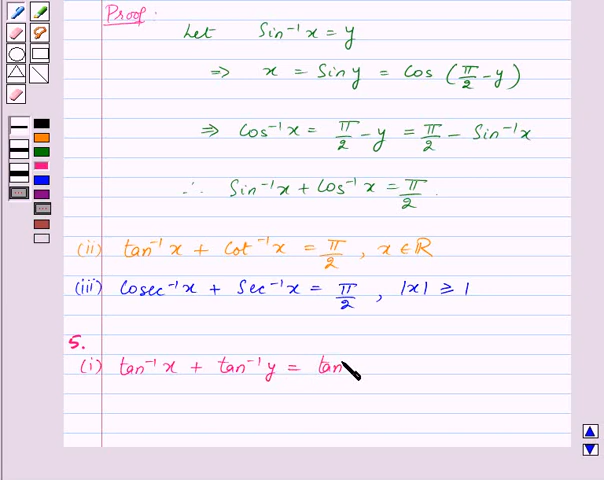 Proof:
Let Sin⁻¹x = y
⇒ x = Sin y = Cos (π/2 - y)
⇒ Cos⁻¹x = π/2 - y = π/2 - Sin⁻¹x
∴ Sin⁻¹x + Cos⁻¹x = π/2.
(ii) tan⁻¹x + Cot⁻¹x = π/2, x ∈ ℝ
(iii) Cosec⁻¹x + Sec⁻¹x = π/2, |x| ≥ 1
5.
(i) tan⁻¹x + tan⁻¹y = tan